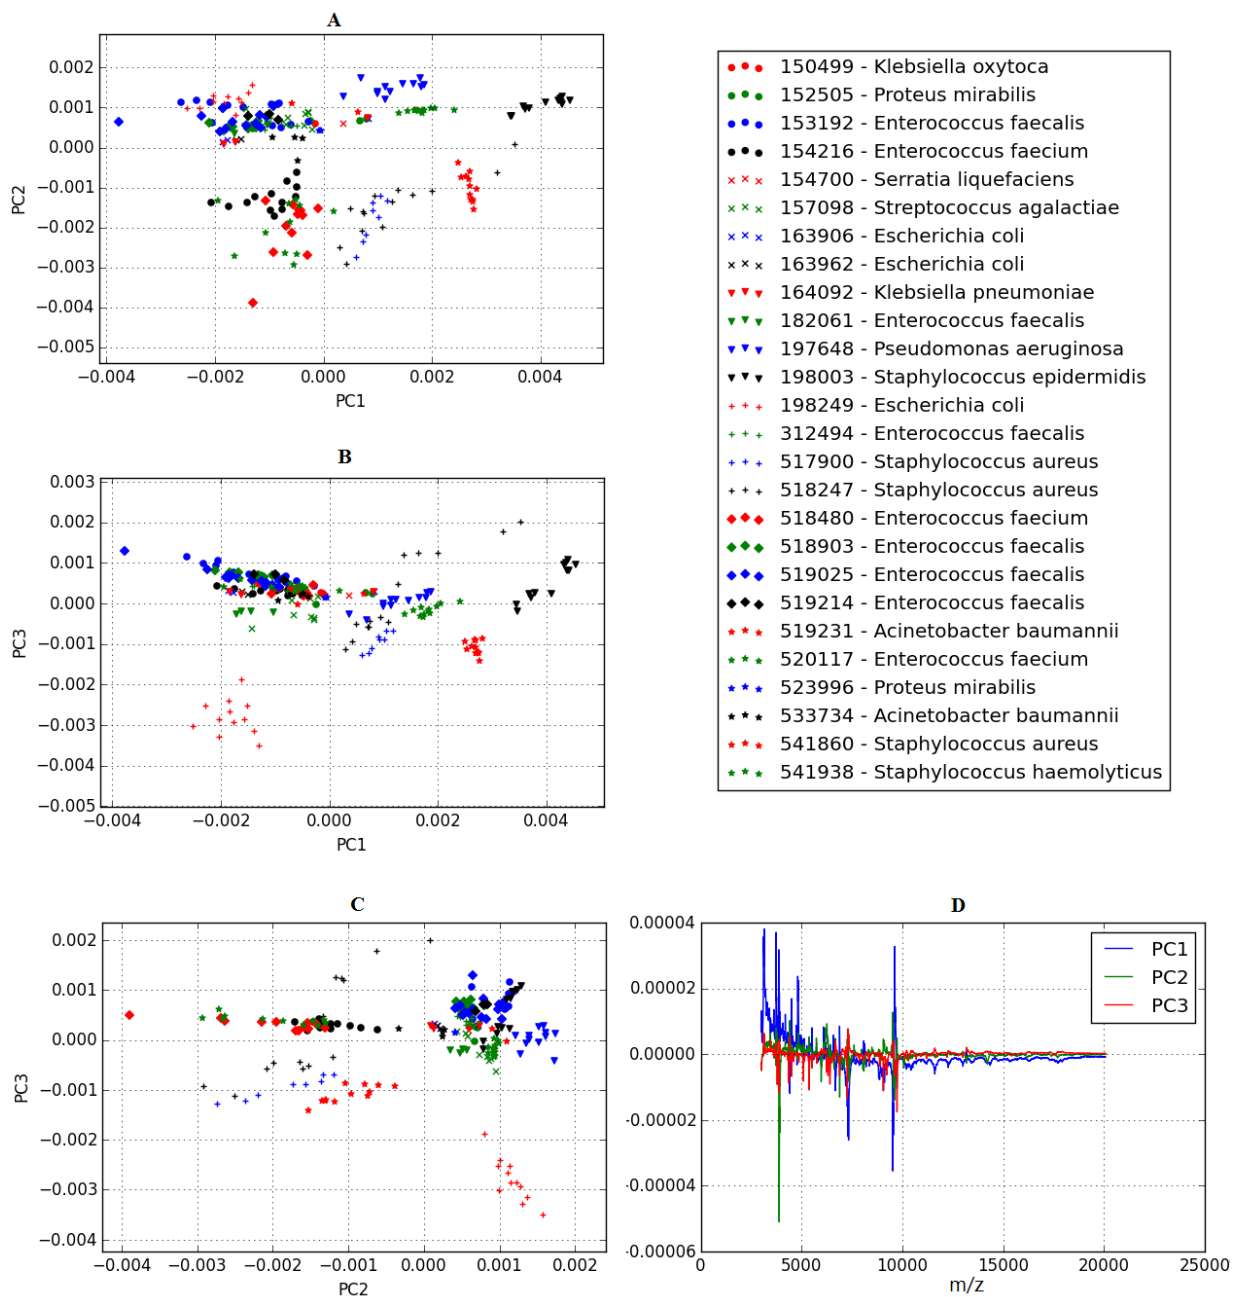 A
0.002
0.001
0.000
−0.001
−0.002
−0.003
−0.004
−0.005
PC2
−0.004 −0.002 0.000 0.002 0.004
PC1
B
0.003
0.002
0.001
0.000
−0.001
−0.002
−0.003
−0.004
−0.005
PC3
−0.004 −0.002 0.000 0.002 0.004
PC1
150499 - Klebsiella oxytoca
152505 - Proteus mirabilis
153192 - Enterococcus faecalis
154216 - Enterococcus faecium
154700 - Serratia liquefaciens
157098 - Streptococcus agalactiae
163906 - Escherichia coli
163962 - Escherichia coli
164092 - Klebsiella pneumoniae
182061 - Enterococcus faecalis
197648 - Pseudomonas aeruginosa
198003 - Staphylococcus epidermidis
198249 - Escherichia coli
312494 - Enterococcus faecalis
517900 - Staphylococcus aureus
518247 - Staphylococcus aureus
518480 - Enterococcus faecium
518903 - Enterococcus faecalis
519025 - Enterococcus faecalis
519214 - Enterococcus faecalis
519231 - Acinetobacter baumannii
520117 - Enterococcus faecium
523996 - Proteus mirabilis
533734 - Acinetobacter baumannii
541860 - Staphylococcus aureus
541938 - Staphylococcus haemolyticus
C
0.002
0.001
0.000
−0.001
−0.002
−0.003
−0.004
PC3
−0.004 −0.003 −0.002 −0.001 0.000 0.001 0.002
PC2
D
0.00004
0.00002
0.00000
-0.00002
-0.00004
-0.00006
PC1
PC2
PC3
0 5000 10000 15000 20000 25000
m/z